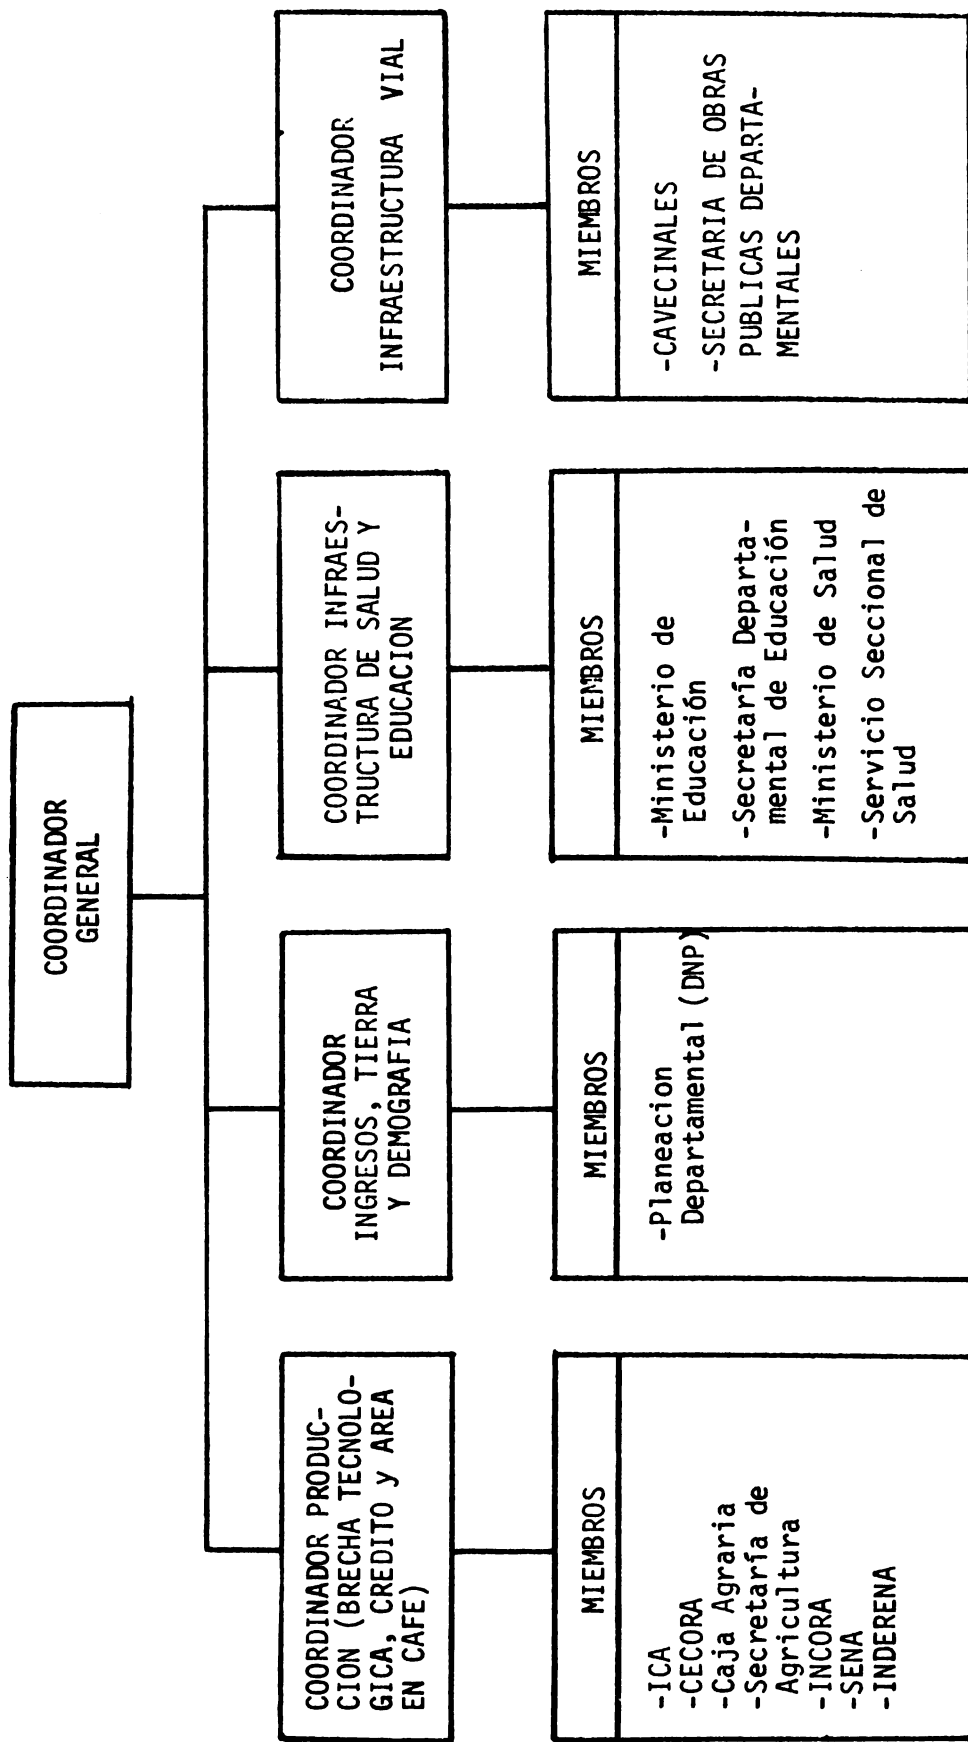 COORDINADOR
GENERAL
COORDINADOR PRODUC-
CION (BRECHA TECNOLO-
GICA, CREDITO y AREA
EN CAFE)
COORDINADOR
INGRESOS, TIERRA
Y DEMOGRAFIA
COORDINADOR INFRAES-
TRUCTURA DE SALUD Y
EDUCACION
COORDINADOR
INFRAESTRUCTURA VIAL
MIEMBROS
-ICA
-CECORA
-Caja Agraria
-Secretaría de
Agricultura
-INCORA
-SENA
-INDERENA
MIEMBROS
-Planeacion
Departamental (DNP)
MIEMBROS
-Ministerio de
Educación
-Secretaría Departa-
mental de Educación
-Ministerio de Salud
-Servicio Seccional de
Salud
MIEMBROS
-CAVECINALES
-SECRETARIA DE OBRAS
PUBLICAS DEPARTA-
MENTALES